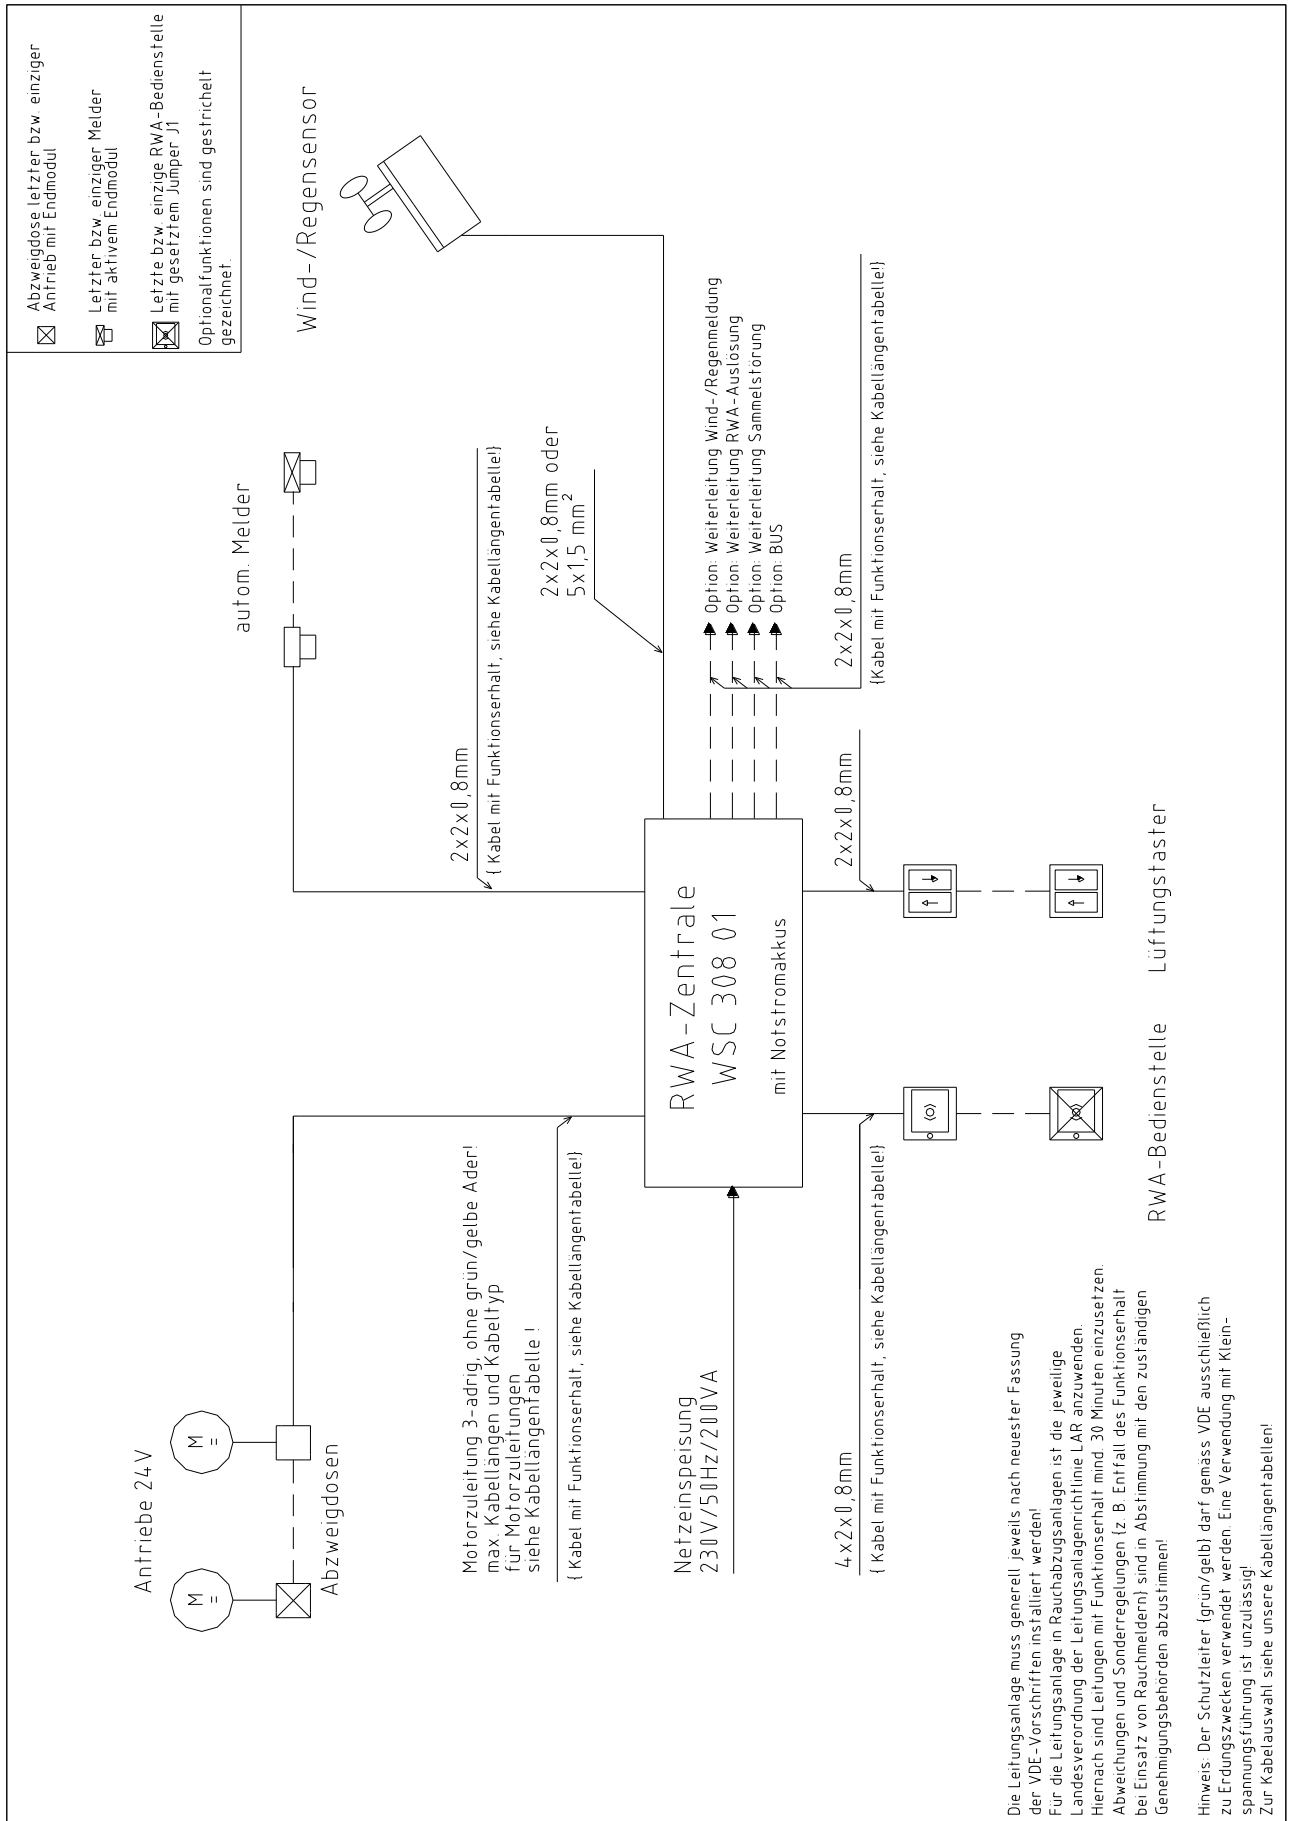 Abzweigdose letzter bzw. einziger
Antrieb mit Endmodul
Letzter bzw. einziger Melder
mit aktivem Endmodul
Letzte bzw. einzige RWA-Bedienstelle
mit gesetztem Jumper J1
Optionalfunktionen sind gestrichelt
gezeichnet.
Antriebe 24V
M
=
M
=
Abzweigdosen
autom. Melder
Wind-/Regensensor
Motorzuleitung 3-adrig, ohne grün/gelbe Ader!
max. Kabellängen und Kabeltyp
für Motorzuleitungen
siehe Kabellängentabelle !
(Kabel mit Funktionserhalt, siehe Kabellängentabelle!)
2x2x0,8mm
( Kabel mit Funktionserhalt, siehe Kabellängentabelle!)
2x2x0,8mm oder
5x1,5 mm²
Netzeinspeisung
230V/50Hz/200VA
RWA-Zentrale
WSC 308 01
mit Notstromakkus
Option: Weiterleitung Wind-/Regenmeldung
Option: Weiterleitung RWA-Auslösung
Option: Weiterleitung Sammelstörung
Option: BUS
4x2x0,8mm
( Kabel mit Funktionserhalt, siehe Kabellängentabelle!)
2x2x0,8mm
2x2x0,8mm
(Kabel mit Funktionserhalt, siehe Kabellängentabelle!)
RWA-Bedienstelle
Lüftungstaster
Die Leitungsanlage muss generell jeweils nach neuester Fassung
der VDE-Vorschriften installiert werden!
Für die Leitungsanlage in Rauchabzugsanlagen ist die jeweilige
Landesverordnung der Leitungsanlagenrichtlinie LAR anzuwenden.
Hiernach sind Leitungen mit Funktionserhalt mind. 30 Minuten einzusetzen.
Abweichungen und Sonderregelungen (z. B. Entfall des Funktionserhalt
bei Einsatz von Rauchmeldern) sind in Abstimmung mit den zuständigen
Genehmigungsbehörden abzustimmen!
Hinweis: Der Schutzleiter (grün/gelb) darf gemäss VDE ausschließlich
zu Erdungszwecken verwendet werden. Eine Verwendung mit Klein-
spannungsführung ist unzulässig!
Zur Kabelauswahl siehe unsere Kabellängentabellen!